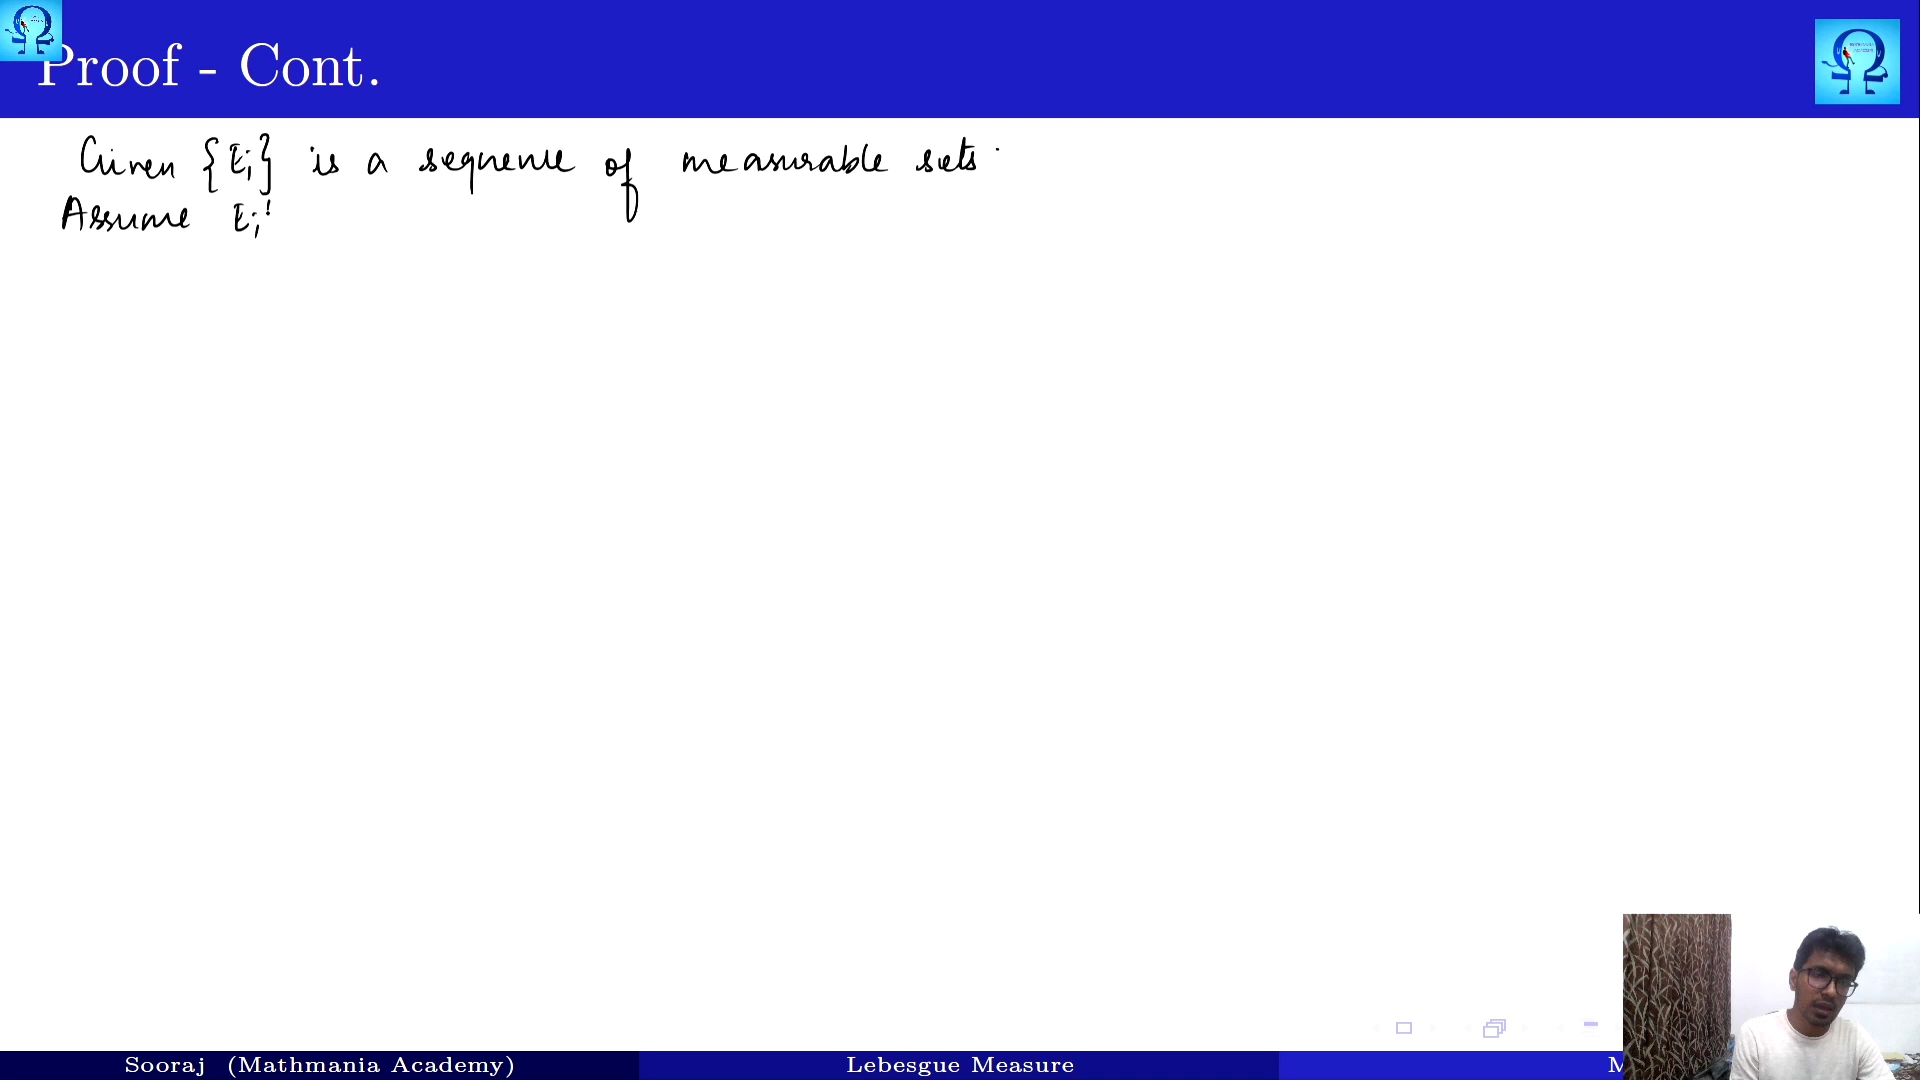 Proof - Cont.
Given {Ei} is a sequence of measurable sets.
Assume Ei'
Sooraj (Mathmania Academy)
Lebesgue Measure
M